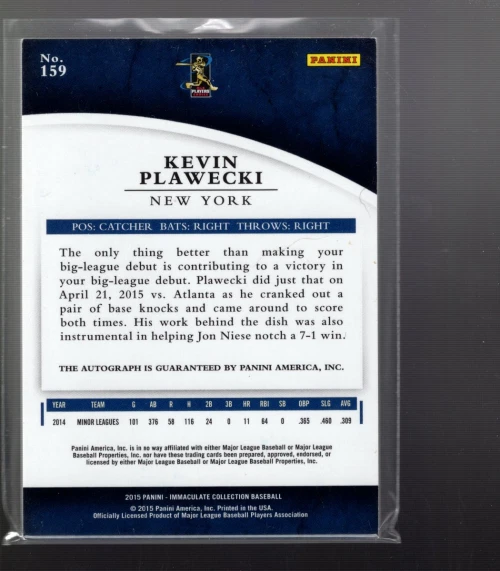 No.
159
PANINI
PLAYERS
KEVIN
PLAWECKI
NEW YORK
POS: CATCHER BATS: RIGHT THROWS: RIGHT
The only thing better than making your
big-league debut is contributing to a victory in
your big-league debut. Plawecki did just that on
April 21, 2015 vs. Atlanta as he cranked out a
pair of base knocks and came around to score
both times. His work behind the dish was also
instrumental in helping Jon Niese notch a 7-1 win.
THE AUTOGRAPH IS GUARANTEED BY PANINI AMERICA, INC.
YEAR TEAM G AB R H 2B 3B HR RBI SB OBP SLG AVG
2014 MINOR LEAGUES 101 376 58 116 24 0 11 64 0 .365 .460 .309
Panini America, Inc. is in no way affiliated with either Major League Baseball or Major League
Baseball Properties, Inc. nor have these trading cards been prepared, approved, endorsed, or
licensed by either Major League Baseball or Major League Baseball Properties, Inc.
2015 PANINI - IMMACULATE COLLECTION BASEBALL
© 2015 Panini America, Inc. Printed in the USA.
Officially Licensed Product of Major League Baseball Players Association